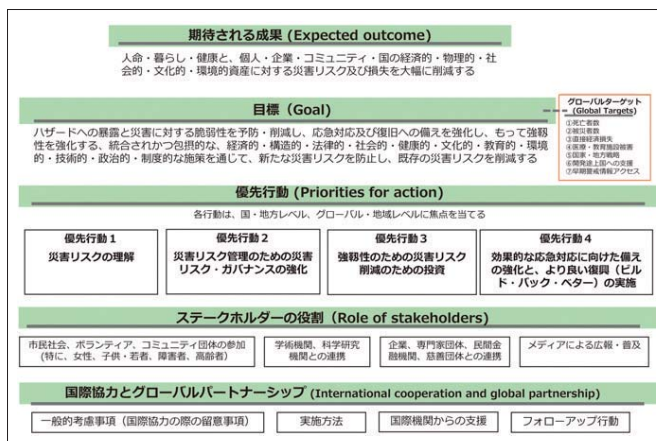 期待される成果 (Expected outcome)
人命・暮らし・健康と、個人・企業・コミュニティ・国の経済的・物理的・社
会的・文化的・環境的資産に対する災害リスク及び損失を大幅に削減する
目標（Goal）
ハザードへの暴露と災害に対する脆弱性を予防・削減し、応急対応及び復旧への備えを強化し、もって強靱
性を強化する、統合されかつ包摂的な、経済的・構造的・法律的・社会的・健康的・文化的・教育的・環境
的・技術的・政治的・制度的な施策を通じて、新たな災害リスクを防止し、既存の災害リスクを削減する
グローバルターゲット
(Global Targets)
①死亡者数
②被災者数
③直接経済損失
④医療・教育施設被害
⑤国家・地方戦略
⑥開発途上国への支援
⑦早期警戒情報アクセス
優先行動 (Priorities for action)
各行動は、国・地方レベル、グローバル・地域レベルに焦点を当てる
優先行動１
災害リスクの理解
優先行動２
災害リスク管理のための災害
リスク・ガバナンスの強化
優先行動３
強靱性のための災害リスク
削減のための投資
優先行動４
効果的な応急対応に向けた備え
の強化と、より良い復興（ビル
ド・バック・ベター）の実施
ステークホルダーの役割（Role of stakeholders）
市民社会、ボランティア、コミュニティ団体の参加
(特に、女性、子供・若者、障害者、高齢者）
学術機関、科学研究
機関との連携
企業、専門家団体、民間金
融機関、慈善団体との連携
メディアによる広報・普及
国際協力とグローバルパートナーシップ (International cooperation and global partnership)
一般的考慮事項（国際協力の際の留意事項）
実施方法
国際機関からの支援
フォローアップ行動